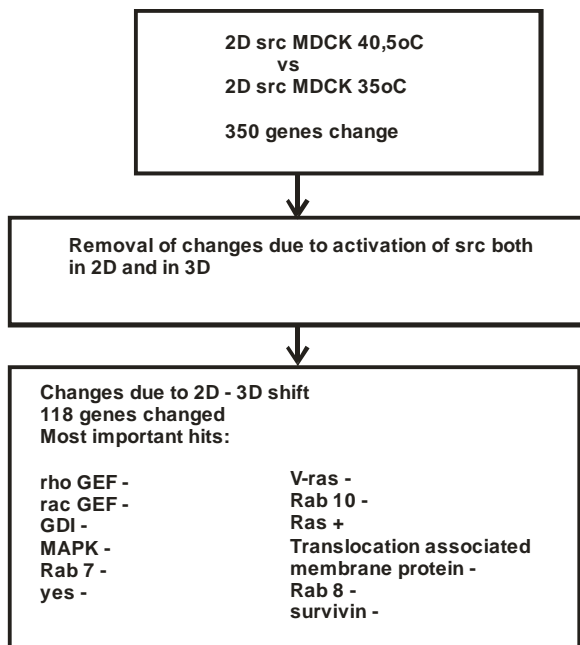 2D src MDCK 40,5oC
vs
2D src MDCK 35oC
350 genes change
Removal of changes due to activation of src both
in 2D and in 3D
Changes due to 2D - 3D shift
118 genes changed
Most important hits:
rho GEF -
rac GEF -
GDI -
MAPK -
Rab 7 -
yes -
V-ras -
Rab 10 -
Ras +
Translocation associated
membrane protein -
Rab 8 -
survivin -